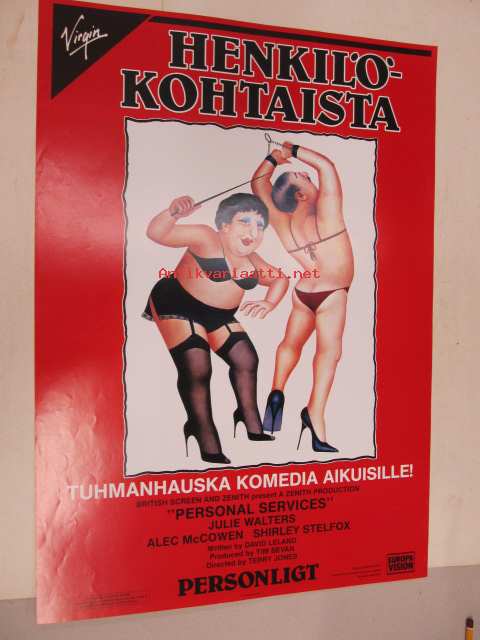 Virgin
HENKILÖ-
KOHTAISTA
Antikvariaatti.net
TUHMANHAUSKA KOMEDIA AIKUISILLE!
BRITISH SCREEN AND ZENITH present A ZENITH PRODUCTION
"PERSONAL SERVICES"
JULIE WALTERS
ALEC McCOWEN SHIRLEY STELFOX
Written by DAVID LELAND
Produced by TIM BEVAN
Directed by TERRY JONES
PERSONLIGT
EUROPA
VISION